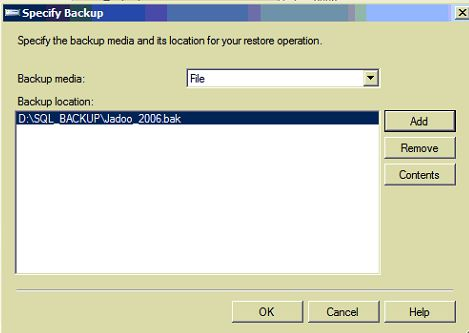 Specify Backup
Specify the backup media and its location for your restore operation.
Backup media:
File
Backup location:
D:\SQL_BACKUP\Jadoo_2006.bak
Add
Remove
Contents
OK
Cancel
Help